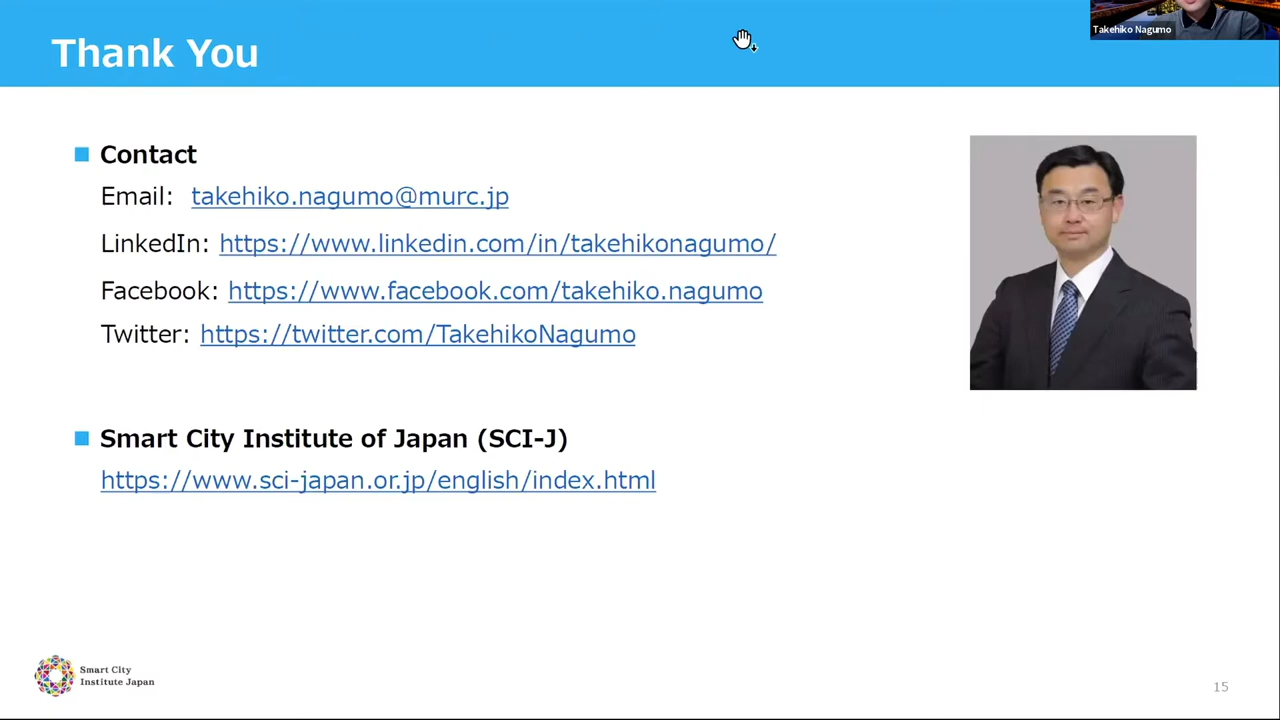 Takehiko Nagumo
Thank You
Contact
Email: takehiko.nagumo@murc.jp
LinkedIn: https://www.linkedin.com/in/takehikonagumo/
Facebook: https://www.facebook.com/takehiko.nagumo
Twitter: https://twitter.com/TakehikoNagumo
Smart City Institute of Japan (SCI-J)
https://www.sci-japan.or.jp/english/index.html
Smart City
Institute Japan
15